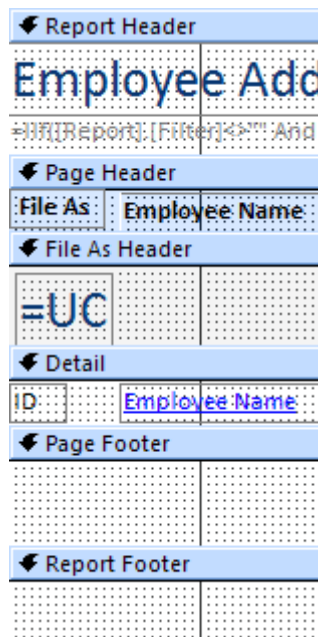 Report Header
Employee Add
=IIf([Report].[Filter]<>"" And
Page Header
File As Employee Name
File As Header
=UC
Detail
ID Employee Name
Page Footer
Report Footer